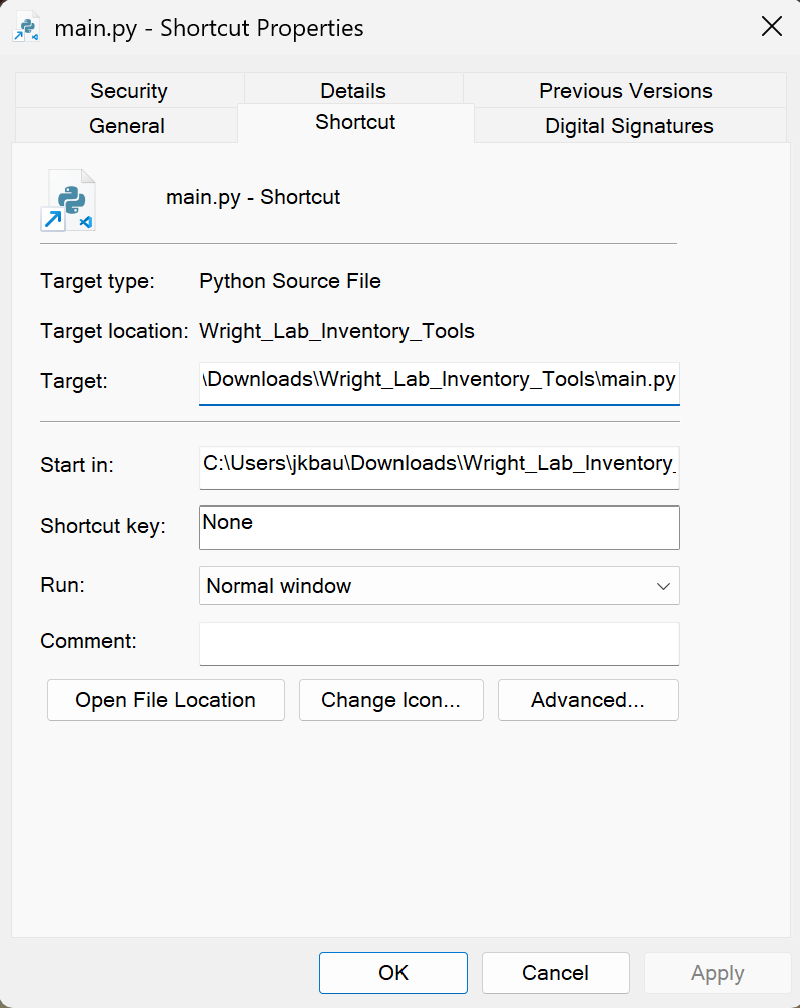 main.py - Shortcut Properties
Security Details Previous Versions
General Shortcut Digital Signatures
main.py - Shortcut
Target type: Python Source File
Target location: Wright_Lab_Inventory_Tools
Target: \Downloads\Wright_Lab_Inventory_Tools\main.py
Start in: C:\Users\jkbau\Downloads\Wright_Lab_Inventory_
Shortcut key: None
Run: Normal window
Comment:
Open File Location Change Icon... Advanced...
OK Cancel Apply